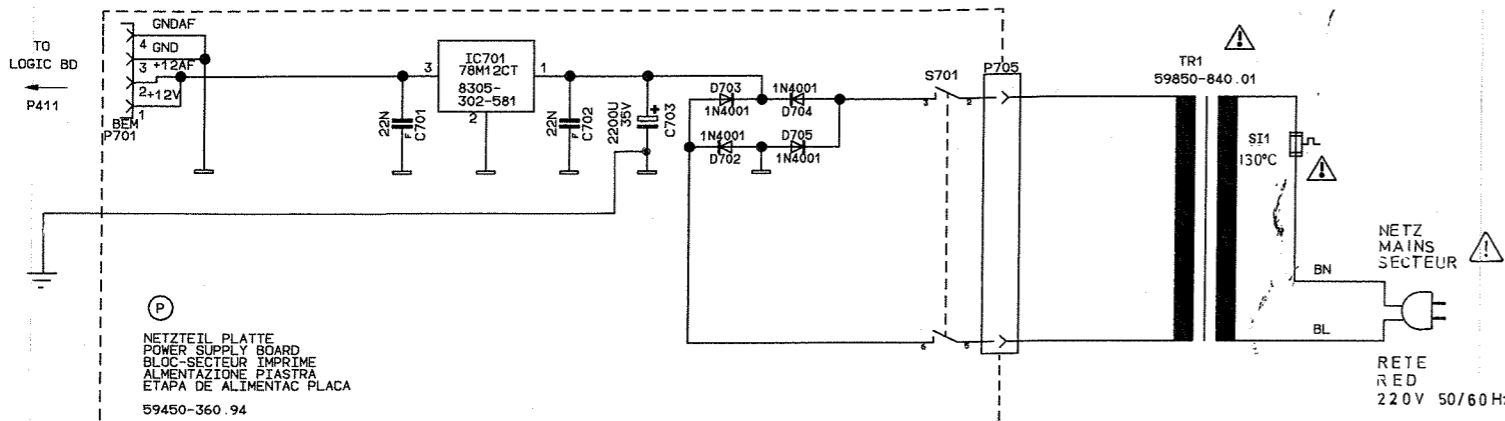 TO
LOGIC BD
P411
GNDAF
4 GND
3 +12AF
2 +12V
1
BEM
P701
3
IC701
78M12CT
8305-
302-581
2
1
22N
F
C701
22N
F
C702
2200U
35V
+
C703
D703
1N4001
1N4001
D704
1N4001
D702
D705
1N4001
S701
3
2
6
5
P705
TR1
59850-840.01
SI1
130°C
NETZ
MAINS
SECTEUR
BN
BL
RETE
RED
220V 50/60 Hz
P
NETZTEIL PLATTE
POWER SUPPLY BOARD
BLOC-SECTEUR IMPRIME
ALMENTAZIONE PIASTRA
ETAPA DE ALIMENTAC PLACA
59450-360.94